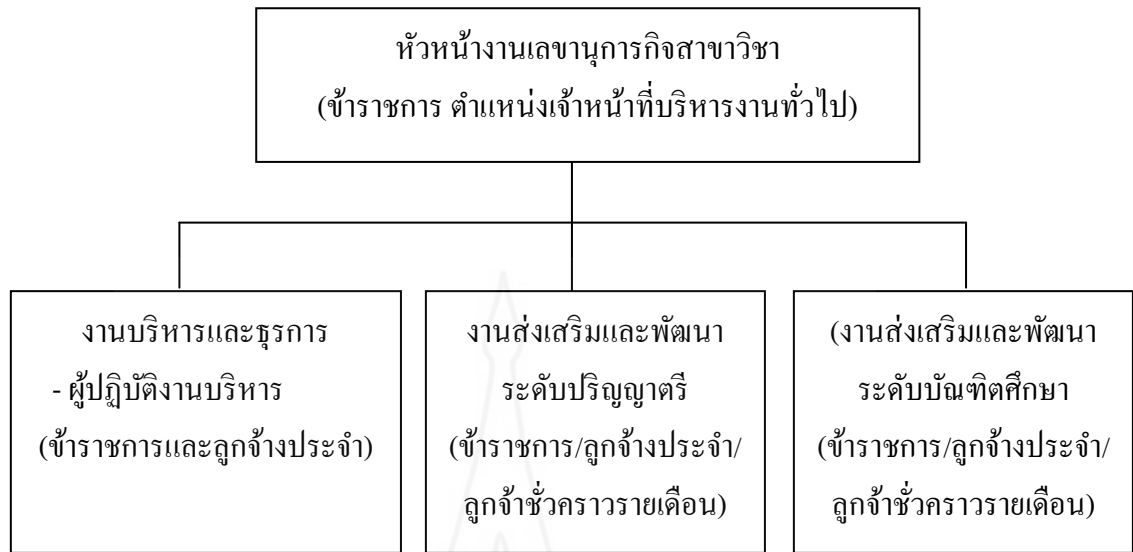 หัวหน้างานเลขานุการกิจสาขาวิชา
(ข้าราชการ ตำแหน่งเจ้าหน้าที่บริหารงานทั่วไป)
งานบริหารและธุรการ
- ผู้ปฏิบัติงานบริหาร
(ข้าราชการและลูกจ้างประจำ)
งานส่งเสริมและพัฒนา
ระดับปริญญาตรี
(ข้าราชการ/ลูกจ้างประจำ/
ลูกจ้าชั่วคราวรายเดือน)
(งานส่งเสริมและพัฒนา
ระดับบัณฑิตศึกษา
(ข้าราชการ/ลูกจ้างประจำ/
ลูกจ้าชั่วคราวรายเดือน)